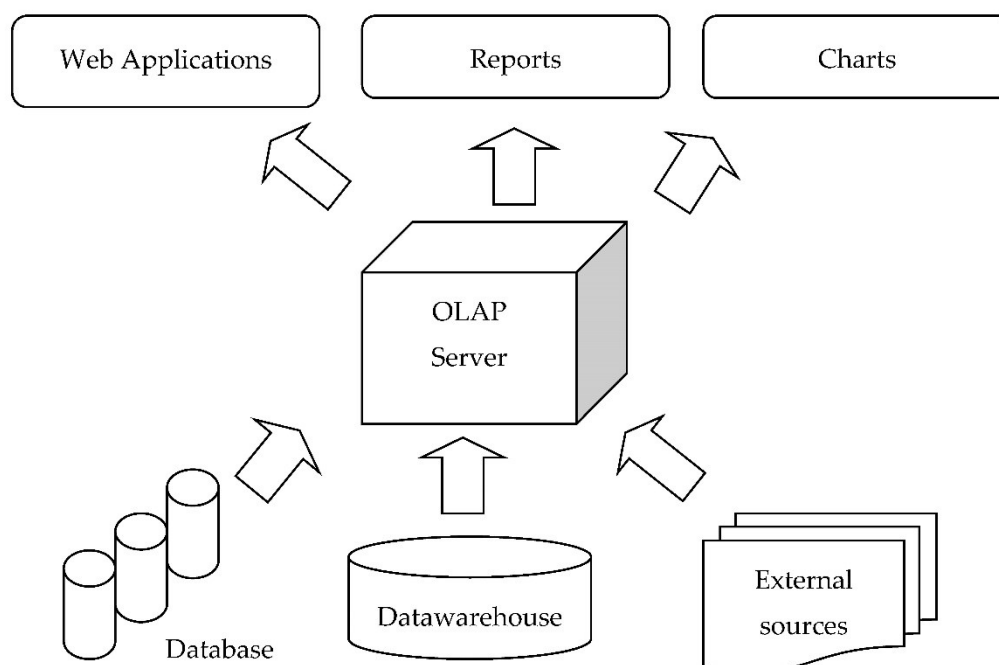 Web Applications
Reports
Charts
OLAP
Server
Database
Datawarehouse
External
sources